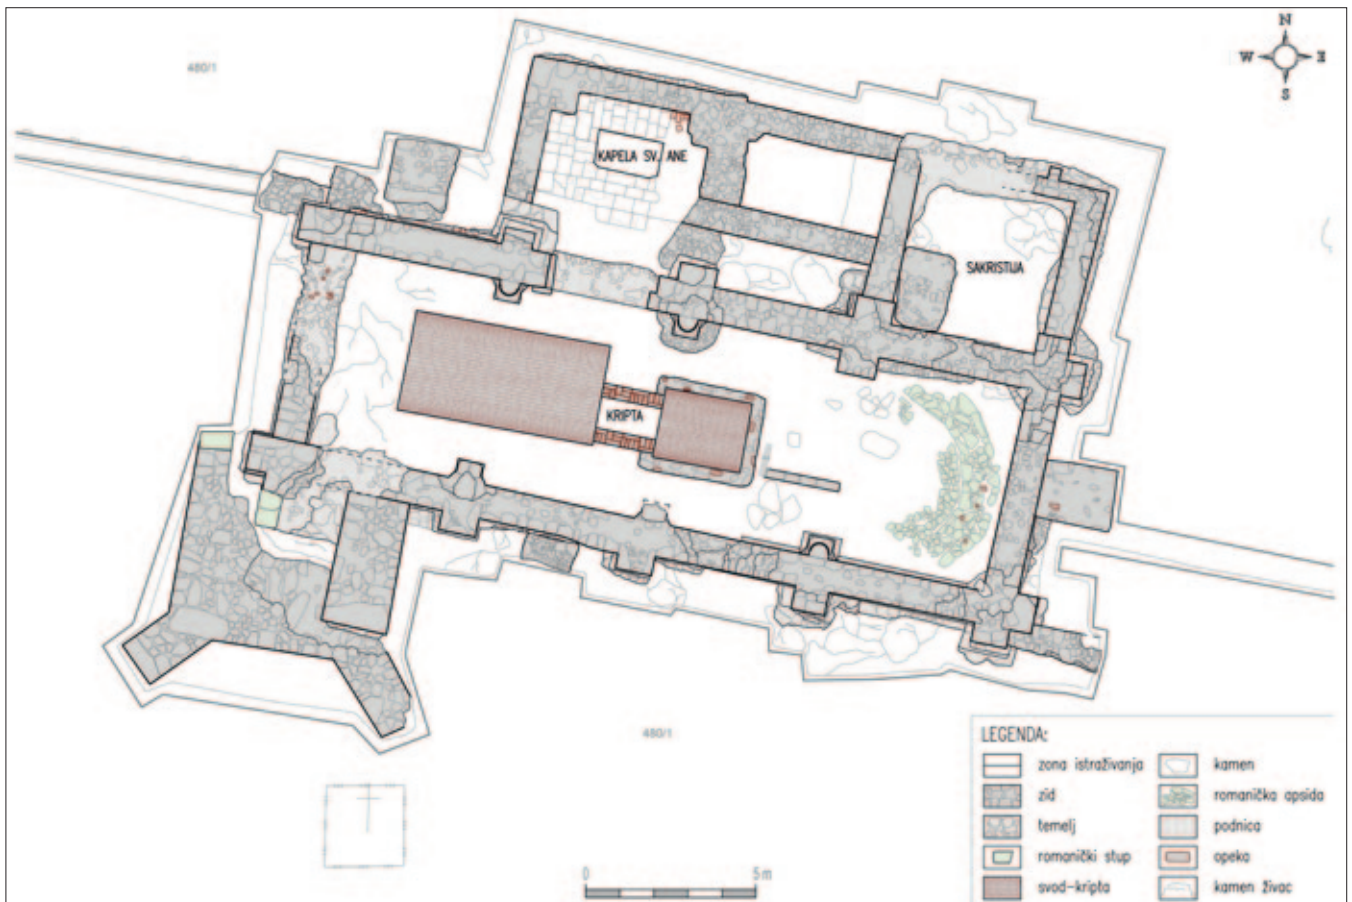 N
480/1
W E
S
KAPELA SV. ANE
SAKRISTIJA
KRIPTA
480/1
LEGENDA:
zona istraživanja
kamen
zid
romanička apsida
temelj
podnica
romanički stup
opeka
svod-kripta
kamen živac
0 5 m